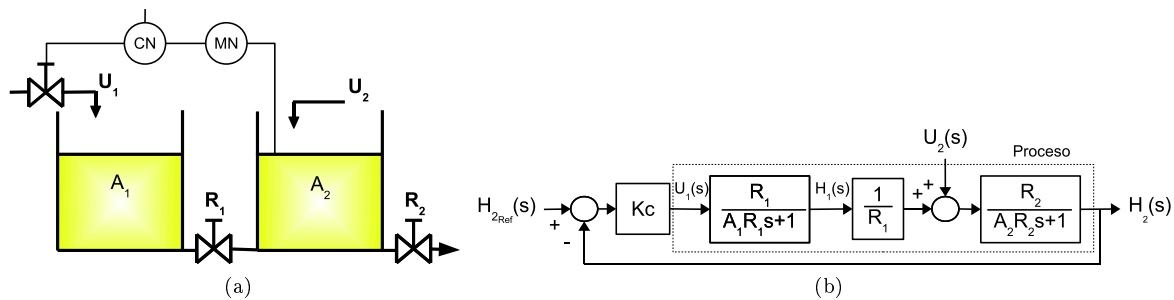 CN
MN
U₁
U₂
A₁
A₂
R₁
R₂
(a)
U₂(s)
Proceso
H₂Ref(s)
+
-
Kc
U₁(s)
R₁
A₁R₁s+1
H₁(s)
1
R₁
+
+
R₂
A₂R₂s+1
H₂(s)
(b)